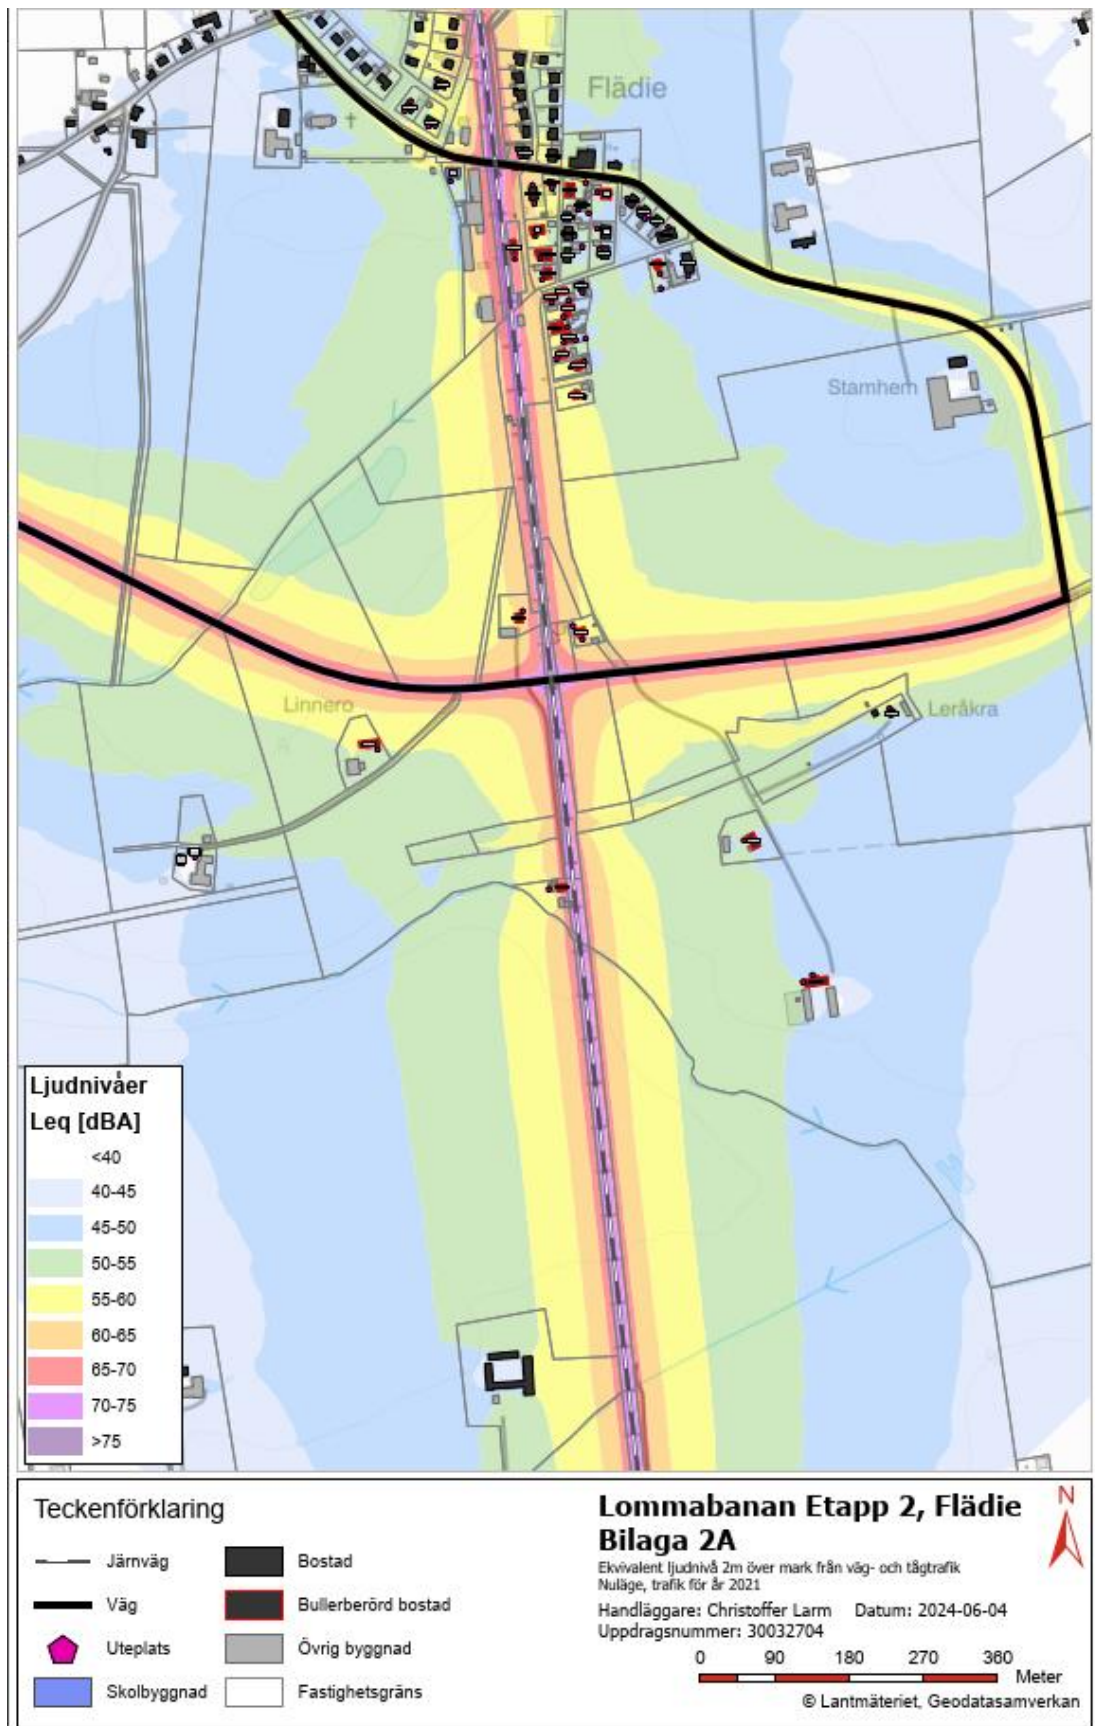 Flädie
Stamhem
Linnero
Leråkra
Ljudnivåer
Leq [dBA]
<40
40-45
45-50
50-55
55-60
60-65
65-70
70-75
>75
Teckenförklaring
Järnväg
Väg
Uteplats
Skolbyggnad
Bostad
Bullerberörd bostad
Övrig byggnad
Fastighetsgräns
Lommabanan Etapp 2, Flädie
Bilaga 2A
Ekvivalent ljudnivå 2m över mark från väg- och tågtrafik
Nuläge, trafik för år 2021
Handläggare: Christoffer Larm Datum: 2024-06-04
Uppdragsnummer: 30032704
N
0 90 180 270 360
Meter
© Lantmäteriet, Geodatasamverkan